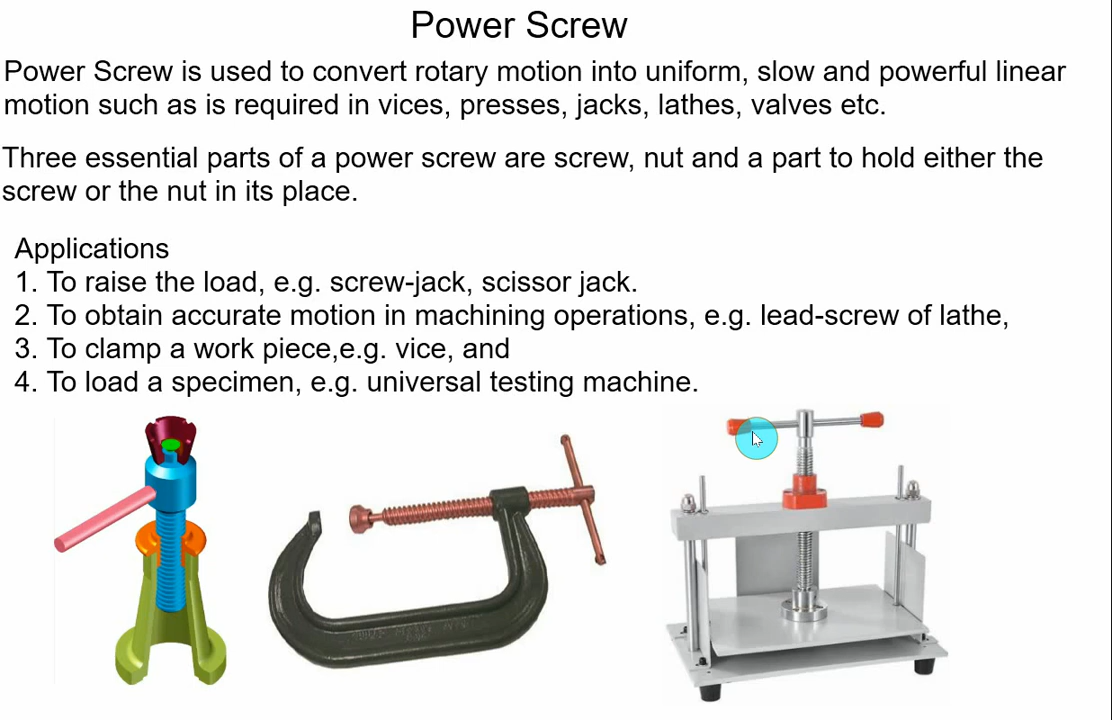 Power Screw
Power Screw is used to convert rotary motion into uniform, slow and powerful linear
motion such as is required in vices, presses, jacks, lathes, valves etc.
Three essential parts of a power screw are screw, nut and a part to hold either the
screw or the nut in its place.
Applications
1. To raise the load, e.g. screw-jack, scissor jack.
2. To obtain accurate motion in machining operations, e.g. lead-screw of lathe,
3. To clamp a work piece,e.g. vice, and
4. To load a specimen, e.g. universal testing machine.